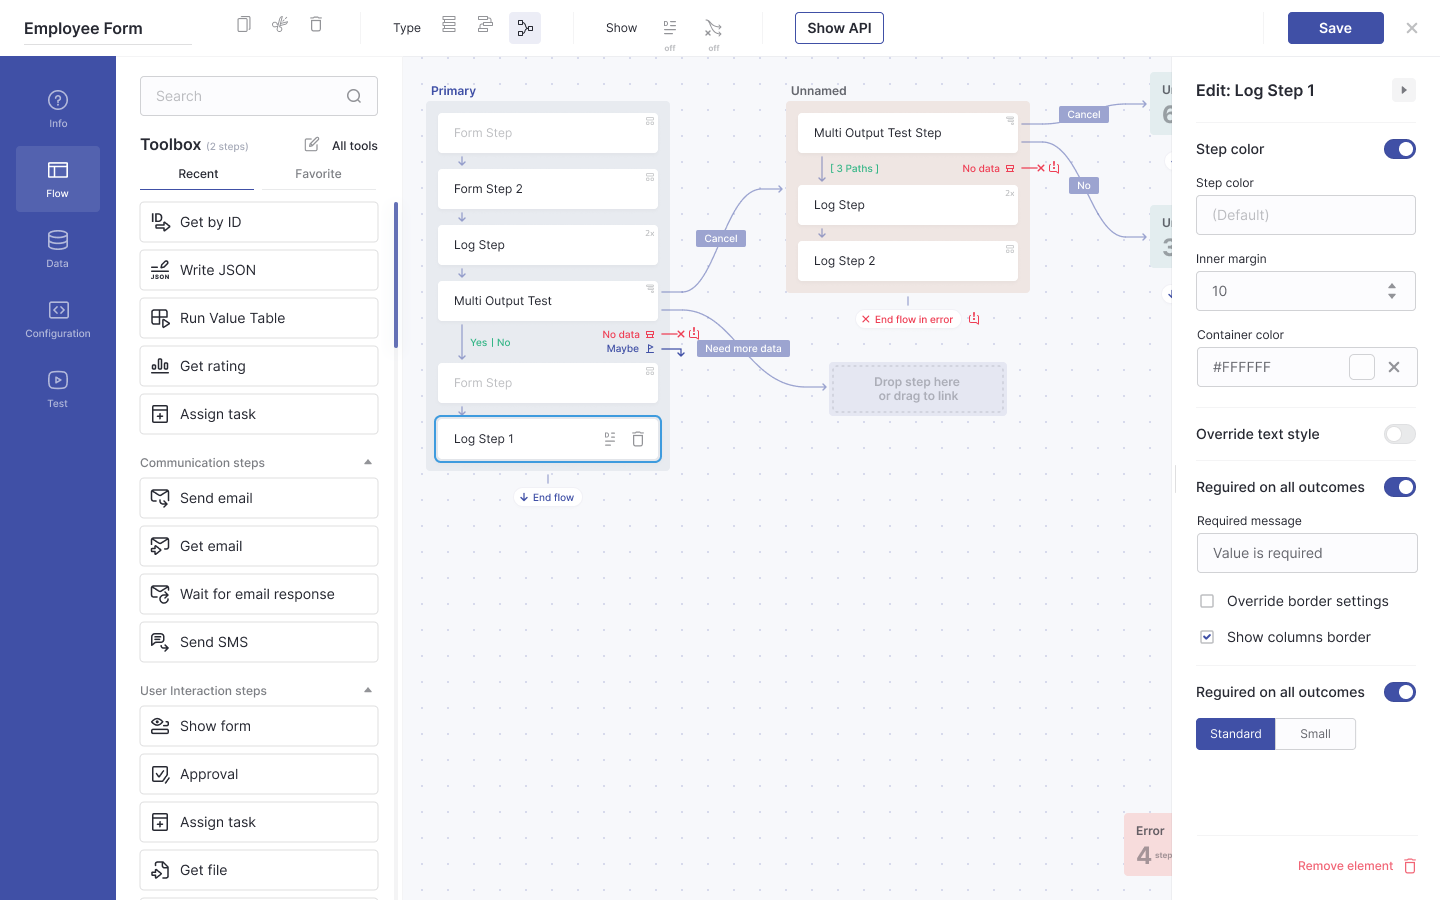 Employee Form
Type
Show
off
off
Show API
Save
Info
Flow
Data
Configuration
Test
Search
Toolbox (2 steps)
All tools
Recent
Favorite
Get by ID
Write JSON
Run Value Table
Get rating
Assign task
Communication steps
Send email
Get email
Wait for email response
Send SMS
User Interaction steps
Show form
Approval
Assign task
Get file
Primary
Form Step
Form Step 2
Log Step
2x
Multi Output Test
Yes | No
No data
Maybe
Form Step
Log Step 1
End flow
Cancel
Need more data
Unnamed
Multi Output Test Step
[ 3 Paths ]
No data
Log Step
2x
Log Step 2
End flow in error
Drop step here
or drag to link
Cancel
No
Error
4 step
Edit: Log Step 1
Step color
Step color
(Default)
Inner margin
10
Container color
#FFFFFF
Override text style
Reguired on all outcomes
Required message
Value is required
Override border settings
Show columns border
Reguired on all outcomes
Standard
Small
Remove element